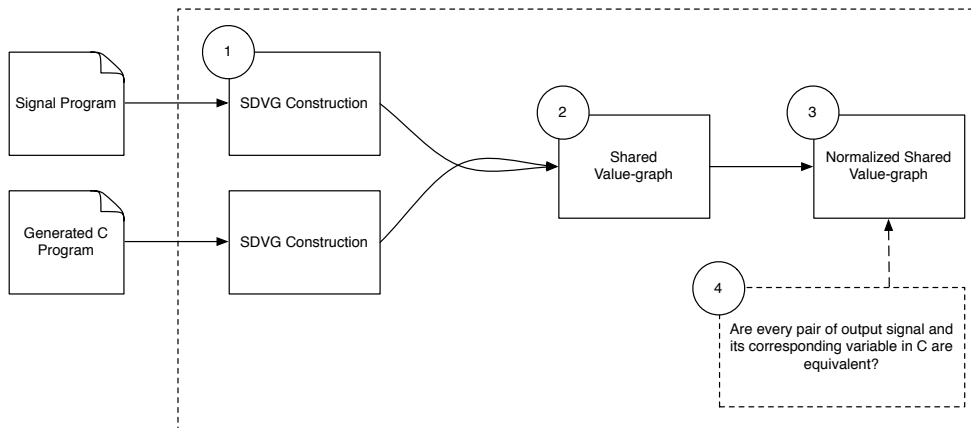 1
Signal Program
SDVG Construction
2
Shared
Value-graph
3
Normalized Shared
Value-graph
Generated C
Program
SDVG Construction
4
Are every pair of output signal and
its corresponding variable in C are
equivalent?